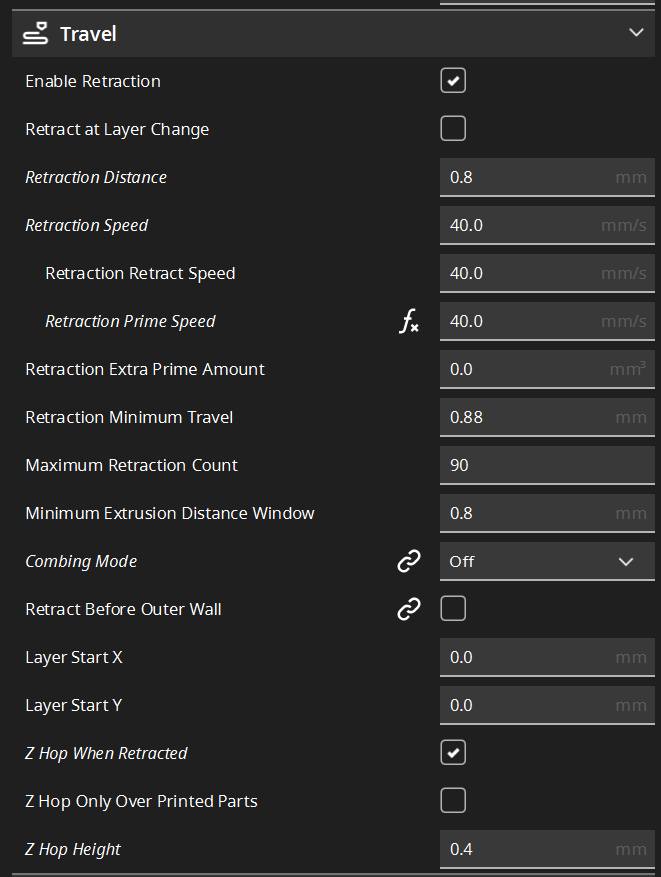 Travel
Enable Retraction
Retract at Layer Change
Retraction Distance 0.8 mm
Retraction Speed 40.0 mm/s
Retraction Retract Speed 40.0 mm/s
Retraction Prime Speed fx 40.0 mm/s
Retraction Extra Prime Amount 0.0 mm³
Retraction Minimum Travel 0.88 mm
Maximum Retraction Count 90
Minimum Extrusion Distance Window 0.8 mm
Combing Mode Off
Retract Before Outer Wall
Layer Start X 0.0 mm
Layer Start Y 0.0 mm
Z Hop When Retracted
Z Hop Only Over Printed Parts
Z Hop Height 0.4 mm